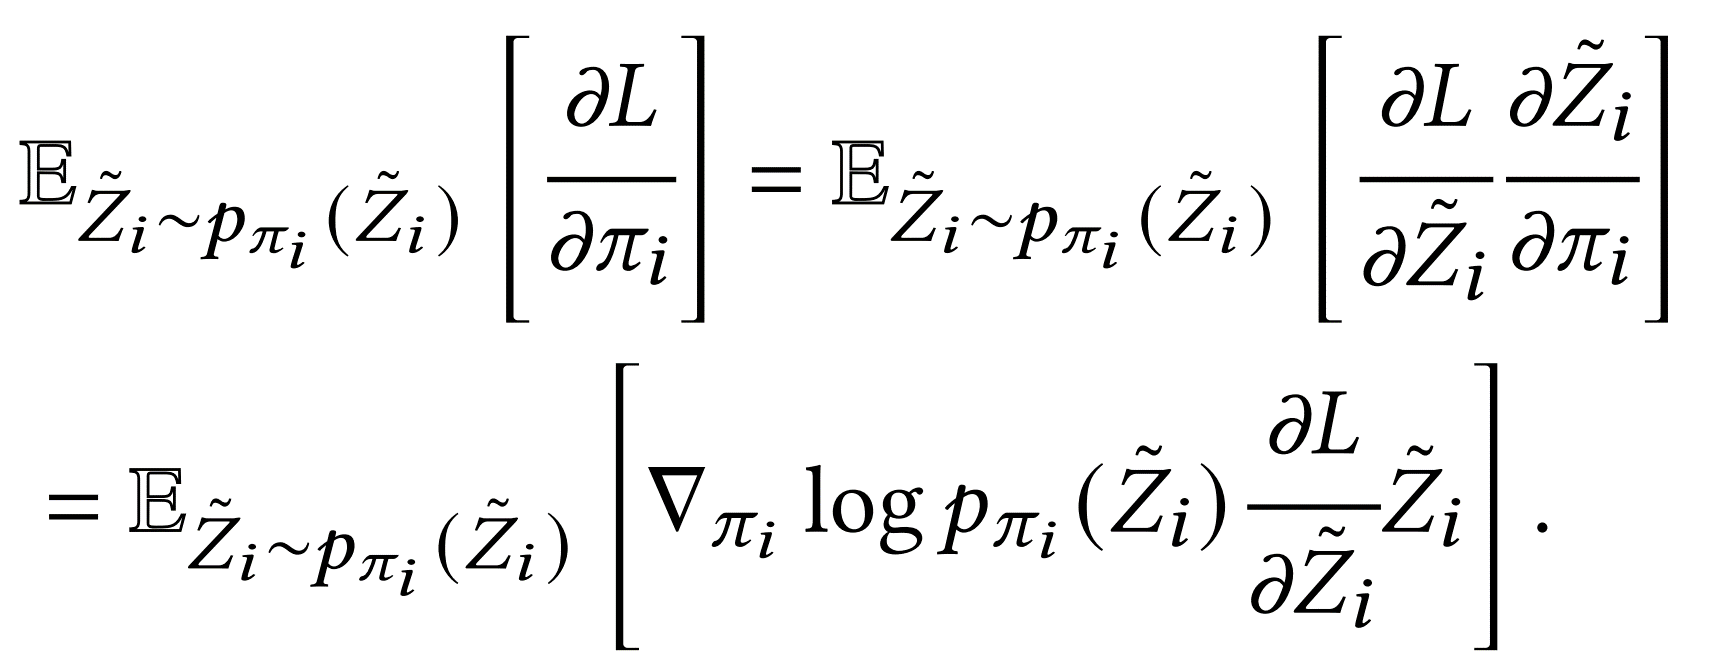 𝔼_{Z̃_i∼p_{π_i}(Z̃_i)} [∂L/∂π_i] = 𝔼_{Z̃_i∼p_{π_i}(Z̃_i)} [∂L/∂Z̃_i ∂Z̃_i/∂π_i]
= 𝔼_{Z̃_i∼p_{π_i}(Z̃_i)} [∇_{π_i} log p_{π_i}(Z̃_i) ∂L/∂Z̃_i Z̃_i] .